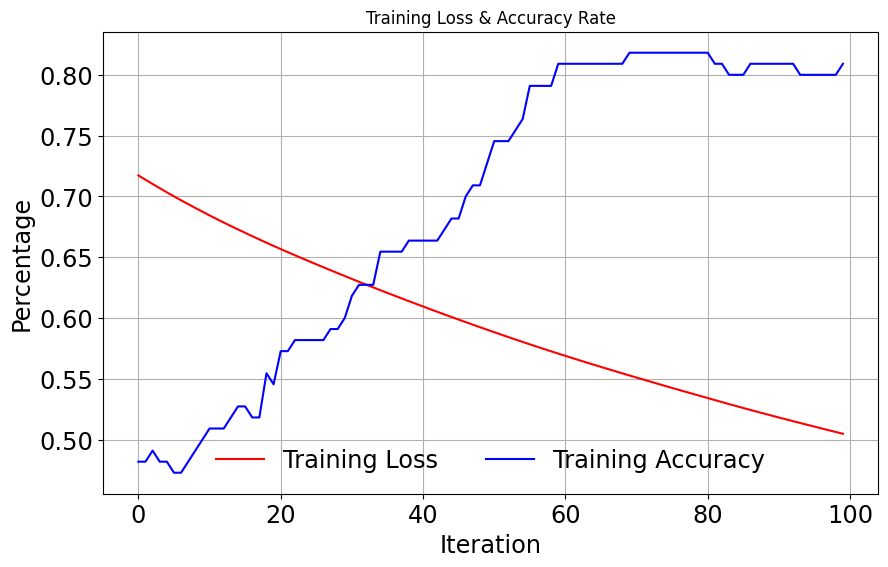 Training Loss & Accuracy Rate
Percentage
0.80
0.75
0.70
0.65
0.60
0.55
0.50
Training Loss Training Accuracy
0 20 40 60 80 100
Iteration